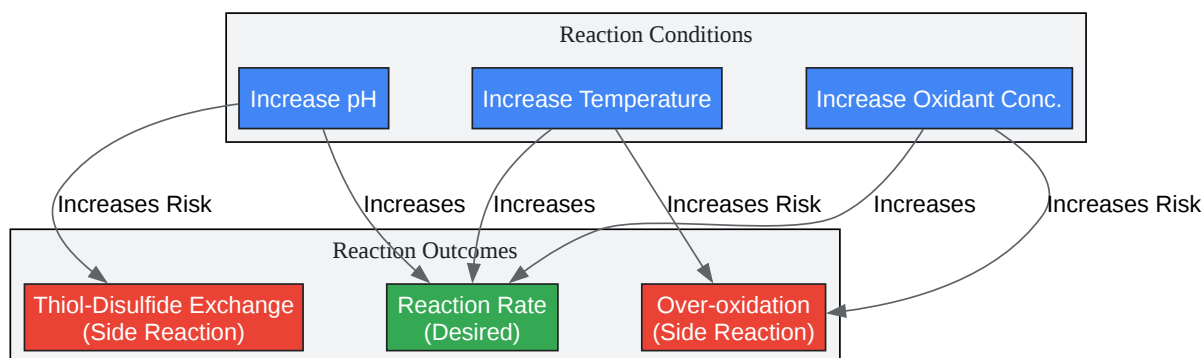 Reaction Conditions
Increase pH
Increase Temperature
Increase Oxidant Conc.
Increases Risk
Increases
Increases
Increases Risk
Increases
Increases Risk
Reaction Outcomes
Thiol-Disulfide Exchange
(Side Reaction)
Reaction Rate
(Desired)
Over-oxidation
(Side Reaction)